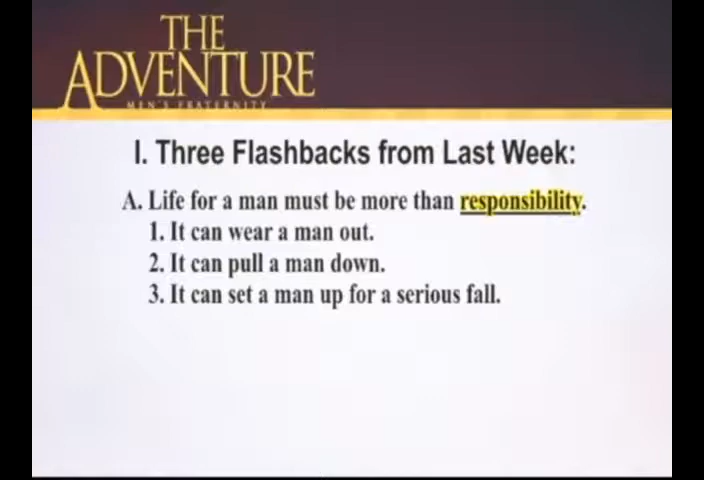 THE
ADVENTURE
MEN'S FRATERNITY
I. Three Flashbacks from Last Week:
A. Life for a man must be more than responsibility.
1. It can wear a man out.
2. It can pull a man down.
3. It can set a man up for a serious fall.